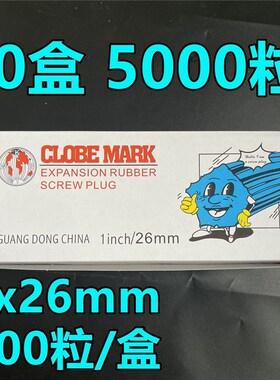 0盒 5000粒
CLOBE MARK
EXPANSION RUBBER
SCREW PLUG
GUANG DONG CHINA 1inch/26mm
x26mm
00粒/盒